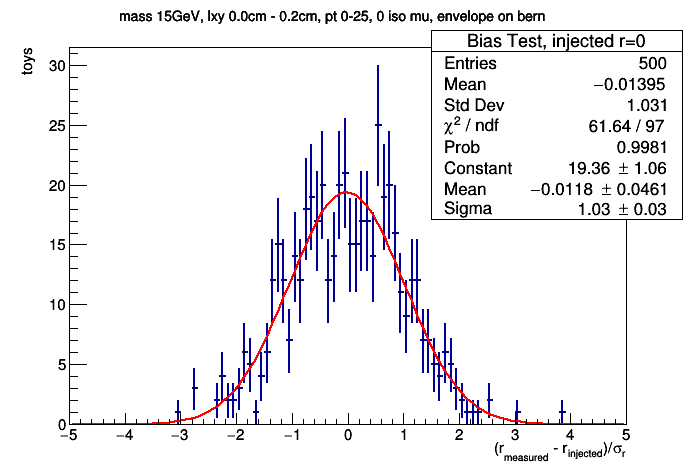 mass 15GeV, lxy 0.0cm - 0.2cm, pt 0-25, 0 iso mu, envelope on bern
Bias Test, injected r=0
Entries 500
Mean −0.01395
Std Dev 1.031
χ² / ndf 61.64 / 97
Prob 0.9981
Constant 19.36 ± 1.06
Mean −0.0118 ± 0.0461
Sigma 1.03 ± 0.03
toys
30
25
20
15
10
5
0
−5 −4 −3 −2 −1 0 1 2 3 4 5
(r_measured - r_injected)/σ_r